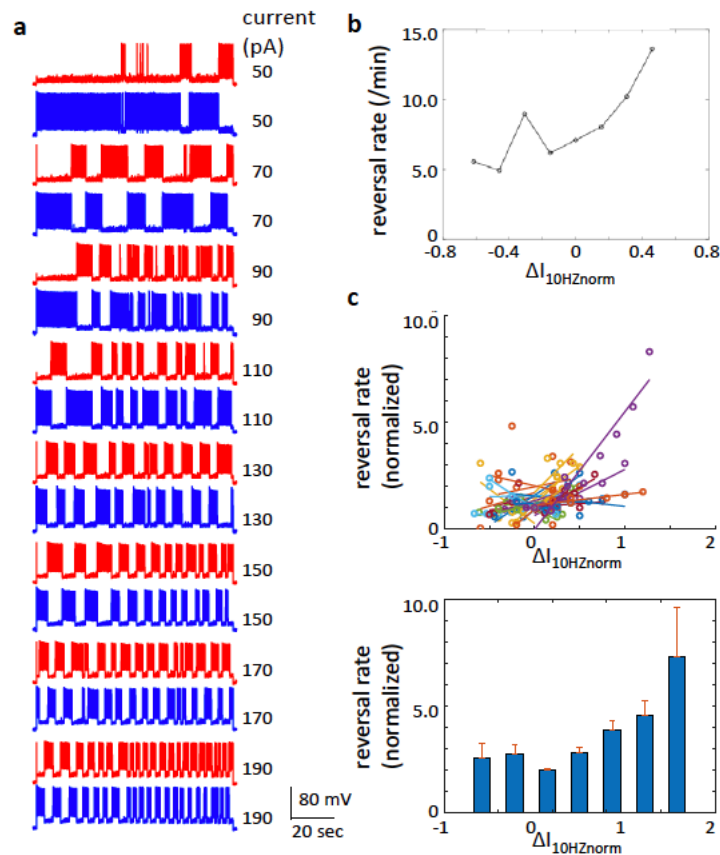 a
current
(pA)
50
50
70
70
90
90
110
110
130
130
150
150
170
170
190
190
80 mV
20 sec
b
reversal rate (/min)
15.0
10.0
5.0
0
-0.8
-0.4
0
0.4
0.8
ΔI10HZnorm
c
reversal rate
(normalized)
10.0
5.0
0
-1
0
1
2
ΔI10HZnorm
reversal rate
(normalized)
10.0
5.0
0
-1
0
1
2
ΔI10HZnorm